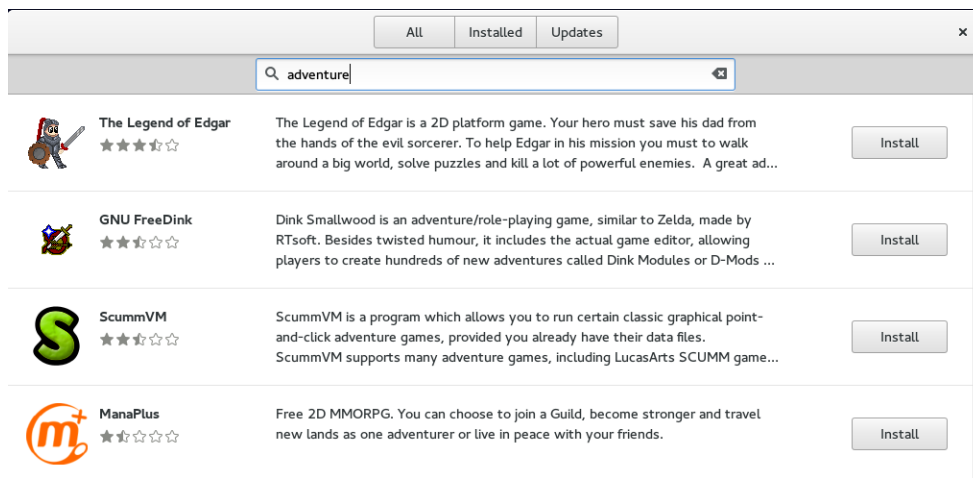 All Installed Updates
adventure
The Legend of Edgar
The Legend of Edgar is a 2D platform game. Your hero must save his dad from
the hands of the evil sorcerer. To help Edgar in his mission you must to walk
around a big world, solve puzzles and kill a lot of powerful enemies. A great ad...
Install
GNU FreeDink
Dink Smallwood is an adventure/role-playing game, similar to Zelda, made by
RTsoft. Besides twisted humour, it includes the actual game editor, allowing
players to create hundreds of new adventures called Dink Modules or D-Mods ...
Install
ScummVM
ScummVM is a program which allows you to run certain classic graphical point-
and-click adventure games, provided you already have their data files.
ScummVM supports many adventure games, including LucasArts SCUMM game...
Install
ManaPlus
Free 2D MMORPG. You can choose to join a Guild, become stronger and travel
new lands as one adventurer or live in peace with your friends.
Install